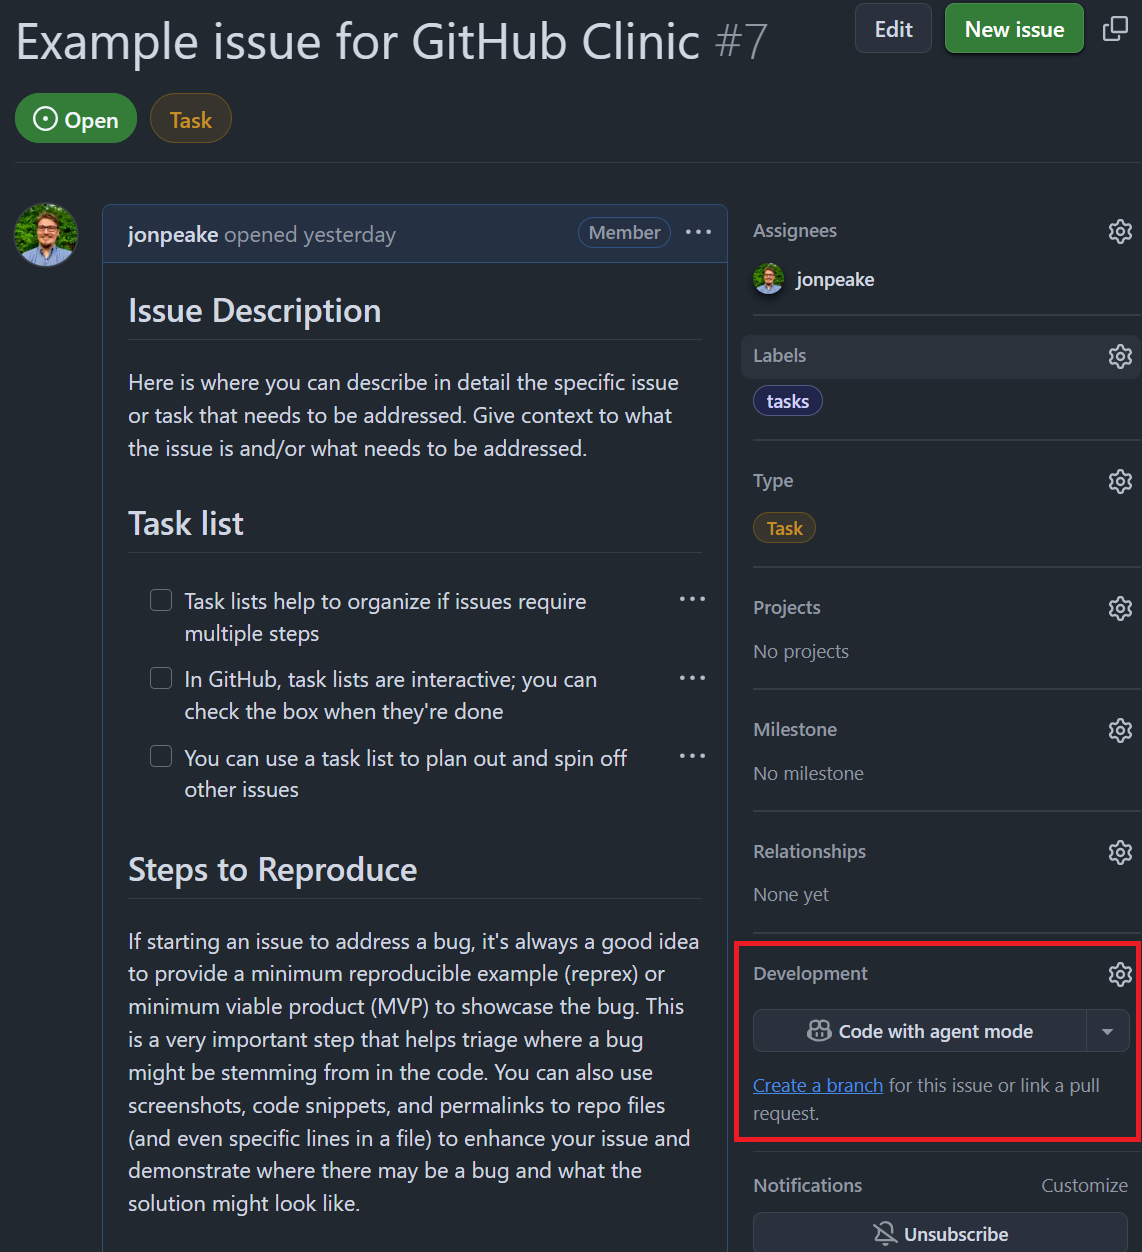 Example issue for GitHub Clinic #7
Edit
New issue
Open
Task
jonpeake opened yesterday
Member
Issue Description
Here is where you can describe in detail the specific issue
or task that needs to be addressed. Give context to what
the issue is and/or what needs to be addressed.
Task list
Task lists help to organize if issues require
multiple steps
In GitHub, task lists are interactive; you can
check the box when they're done
You can use a task list to plan out and spin off
other issues
Steps to Reproduce
If starting an issue to address a bug, it's always a good idea
to provide a minimum reproducible example (reprex) or
minimum viable product (MVP) to showcase the bug. This
is a very important step that helps triage where a bug
might be stemming from in the code. You can also use
screenshots, code snippets, and permalinks to repo files
(and even specific lines in a file) to enhance your issue and
demonstrate where there may be a bug and what the
solution might look like.
Assignees
jonpeake
Labels
tasks
Type
Task
Projects
No projects
Milestone
No milestone
Relationships
None yet
Development
Code with agent mode
Create a branch for this issue or link a pull
request.
Notifications
Customize
Unsubscribe